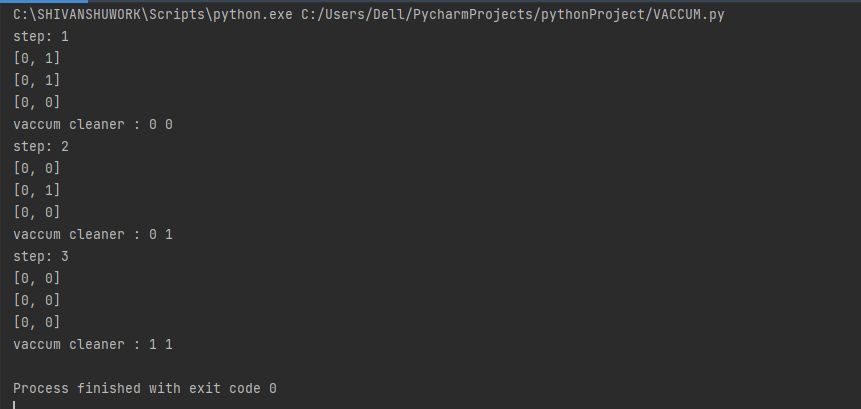 C:\SHIVANSHUWORK\Scripts\python.exe C:/Users/Dell/PycharmProjects/pythonProject/VACCUM.py
step: 1
[0, 1]
[0, 1]
[0, 0]
vaccum cleaner : 0 0
step: 2
[0, 0]
[0, 1]
[0, 0]
vaccum cleaner : 0 1
step: 3
[0, 0]
[0, 0]
[0, 0]
vaccum cleaner : 1 1
Process finished with exit code 0